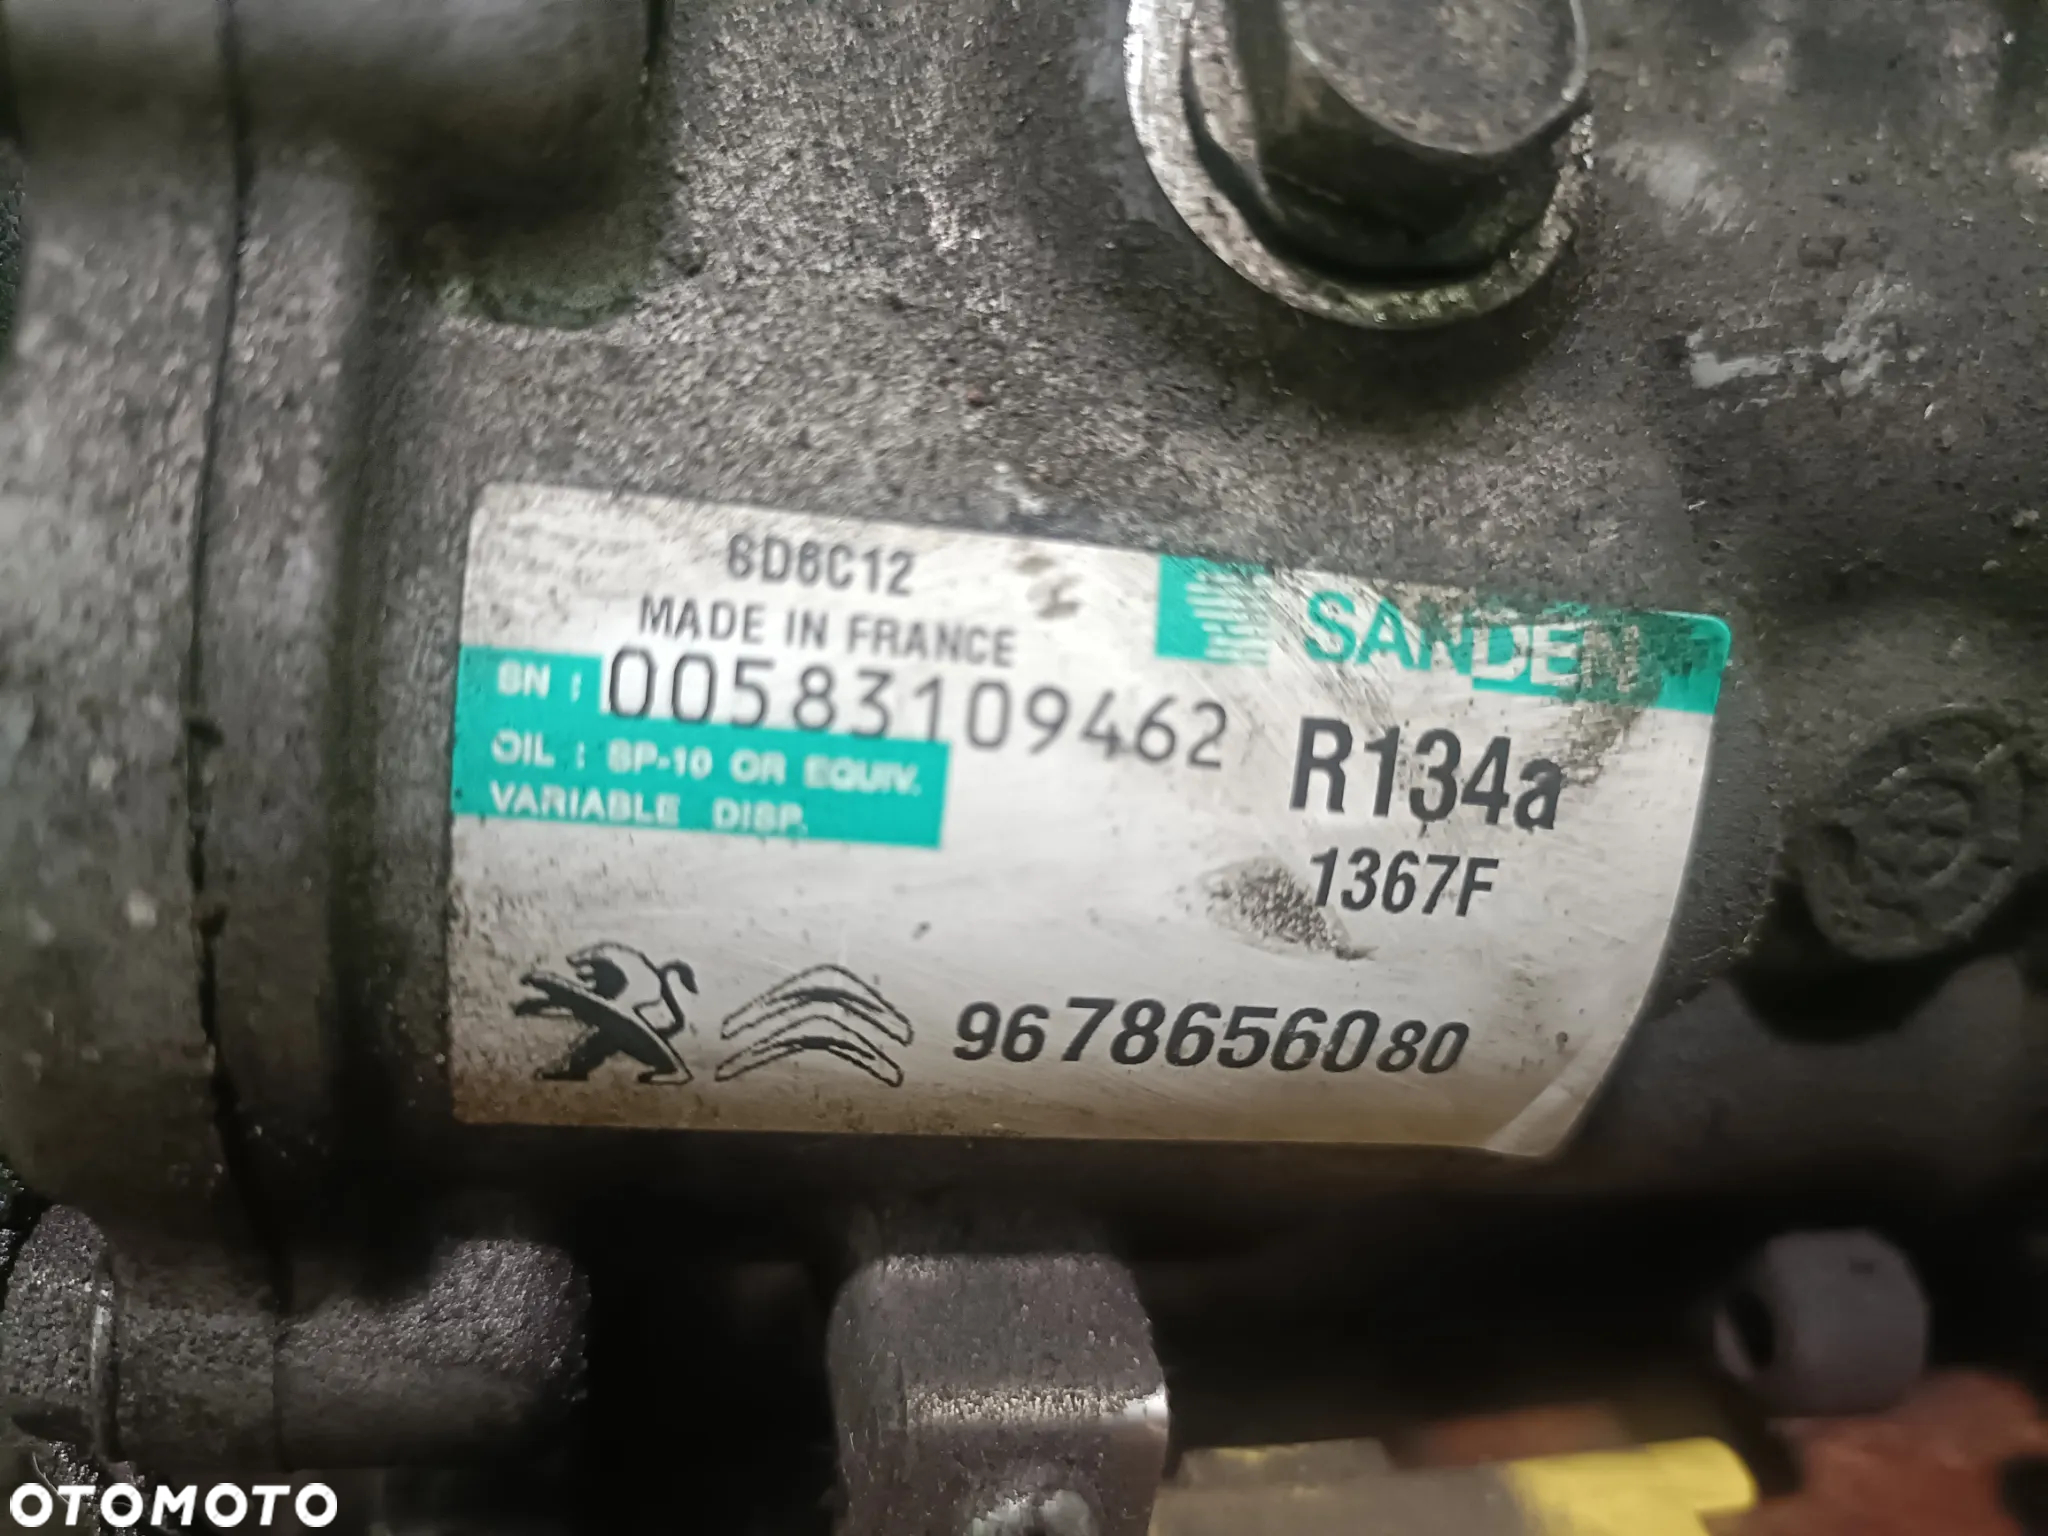 6D6C12
MADE IN FRANCE
SANDEN
SN : 00583109462
OIL : SP-10 OR EQUIV.
VARIABLE DISP.
R134a
1367F
9678656080
OTOMOTO